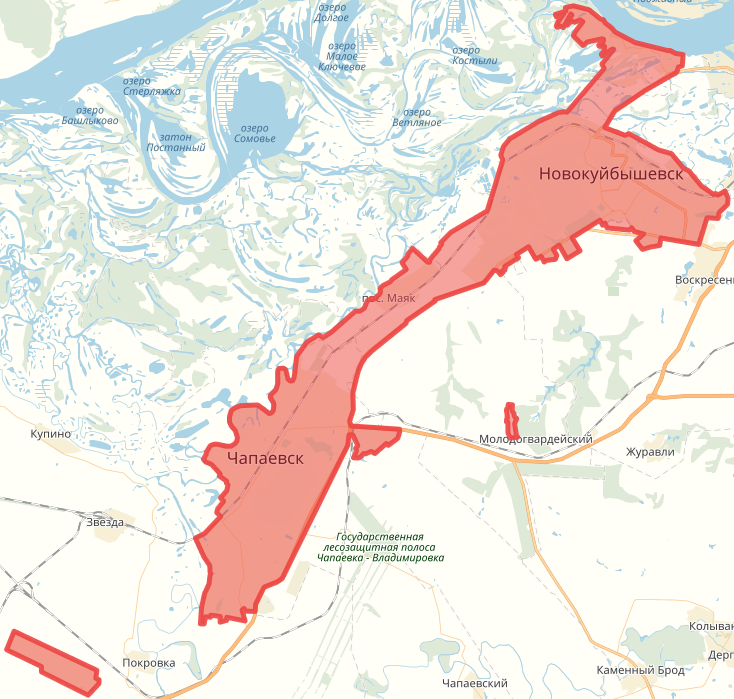 озеро
Долгое
озеро
Малое
Ключевое
озеро
Костыли
озеро
Стерляжка
озеро
Башлыково
затон
Постанный
озеро
Сомовье
озеро
Ветляное
Новокуйбышевск
Воскресен
пос. Маяк
Купино
Молодогвардейский
Журавли
Чапаевск
Звезда
Государственная
лесозащитная полоса
Чапаевка - Владимировка
Колыван
Дерг
Покровка
Каменный Брод
Чапаевский